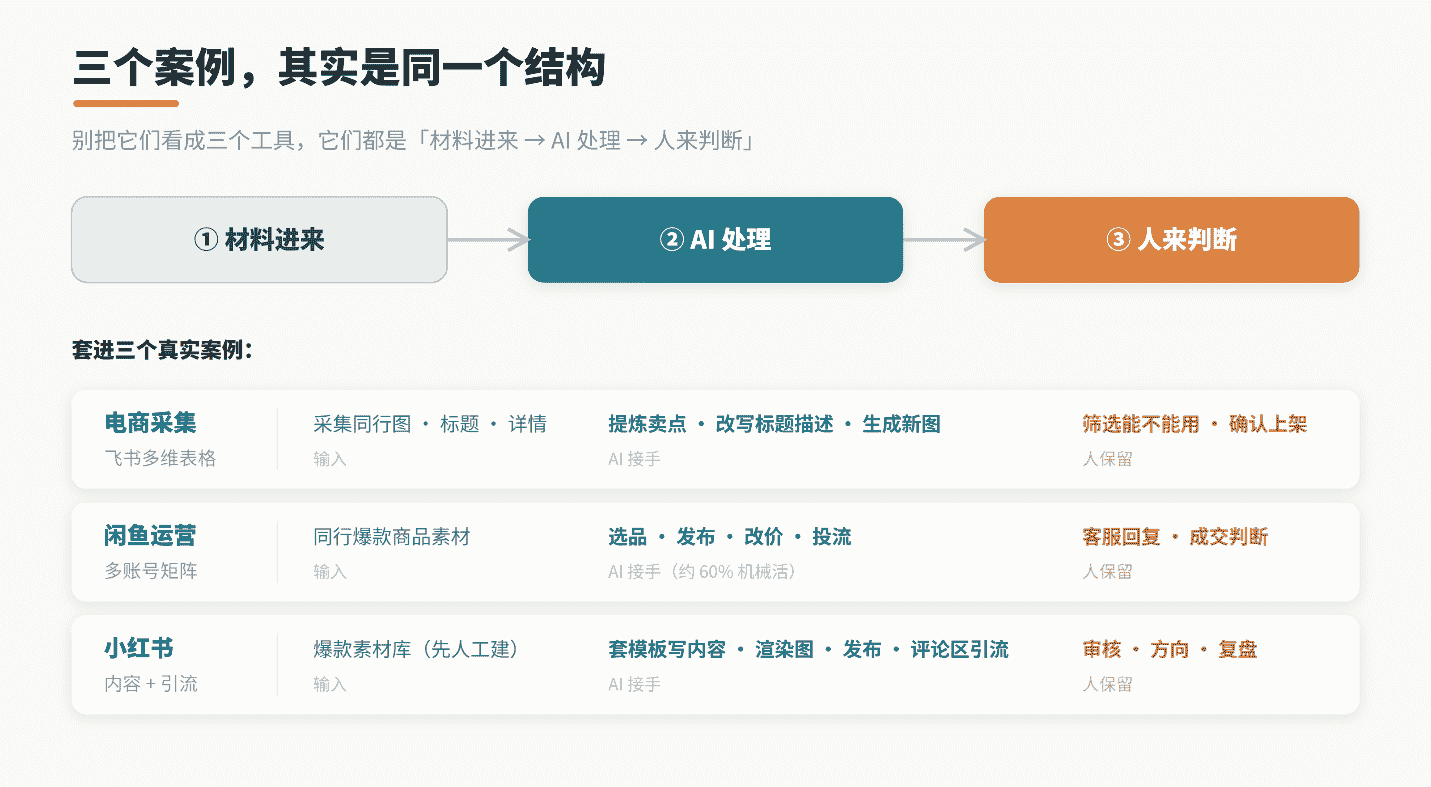 三个案例，其实是同一个结构
别把它们看成三个工具，它们都是「材料进来 → AI 处理 → 人来判断」
① 材料进来
② AI 处理
③ 人来判断
套进三个真实案例：
电商采集
飞书多维表格
采集同行图 · 标题 · 详情
输入
提炼卖点 · 改写标题描述 · 生成新图
AI 接手
筛选能不能用 · 确认上架
人保留
闲鱼运营
多账号矩阵
同行爆款商品素材
输入
选品 · 发布 · 改价 · 投流
AI 接手（约 60% 机械活）
客服回复 · 成交判断
人保留
小红书
内容 + 引流
爆款素材库（先人工建）
输入
套模板写内容 · 渲染图 · 发布 · 评论区引流
AI 接手
审核 · 方向 · 复盘
人保留